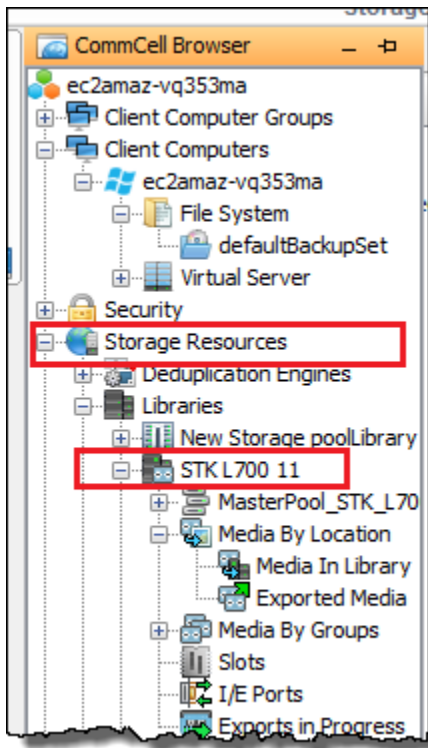 CommCell Browser
ec2amaz-vq353ma
Client Computer Groups
Client Computers
ec2amaz-vq353ma
File System
defaultBackupSet
Virtual Server
Security
Storage Resources
Deduplication Engines
Libraries
New Storage poolLibrary
STK L700 11
MasterPool_STK_L70
Media By Location
Media In Library
Exported Media
Media By Groups
Slots
I/E Ports
Exports in Progress